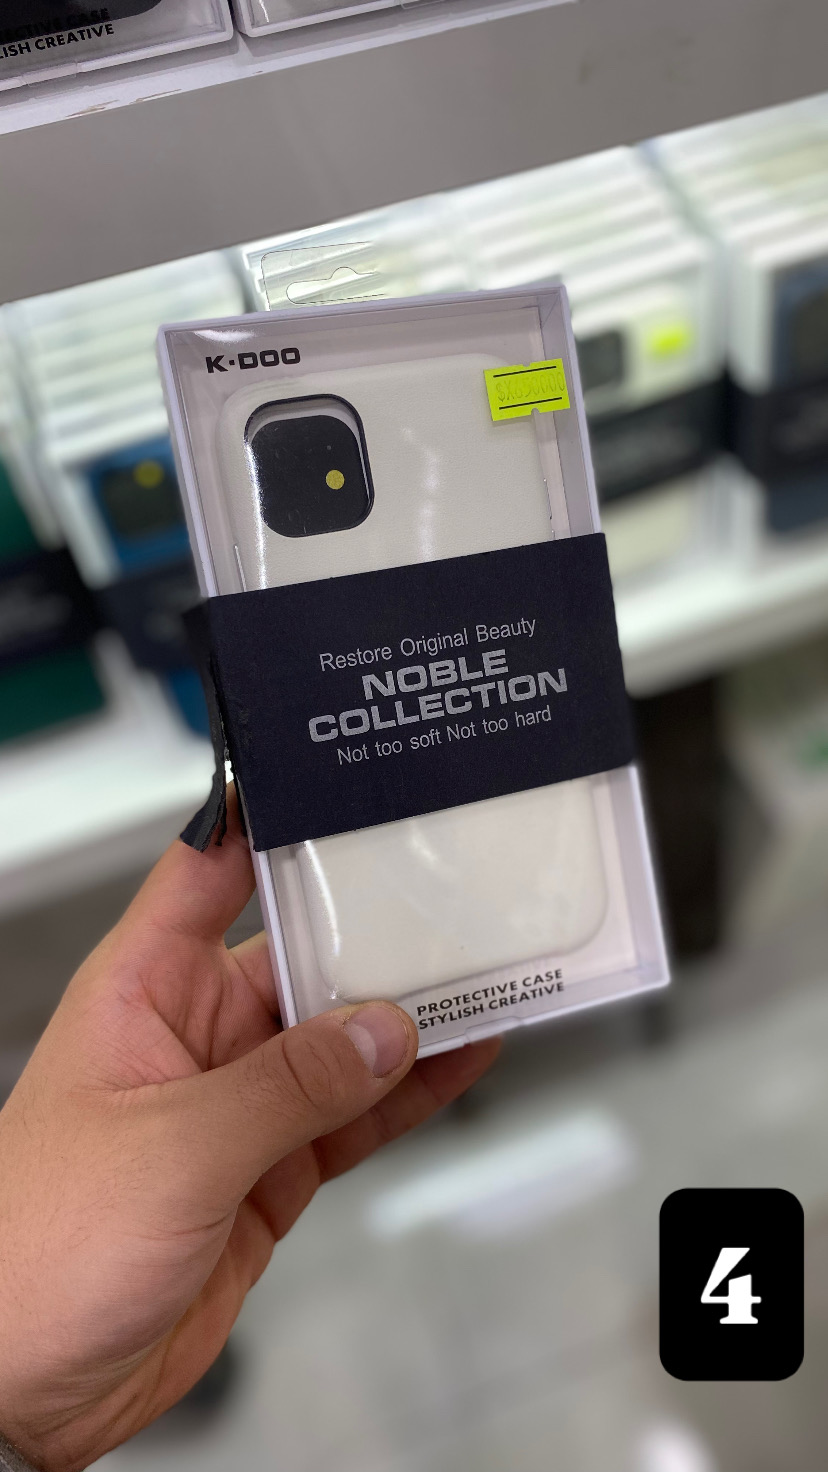 LISH CREATIVE
K·DOO
Restore Original Beauty
NOBLE
COLLECTION
Not too soft Not too hard
PROTECTIVE CASE
STYLISH CREATIVE
4